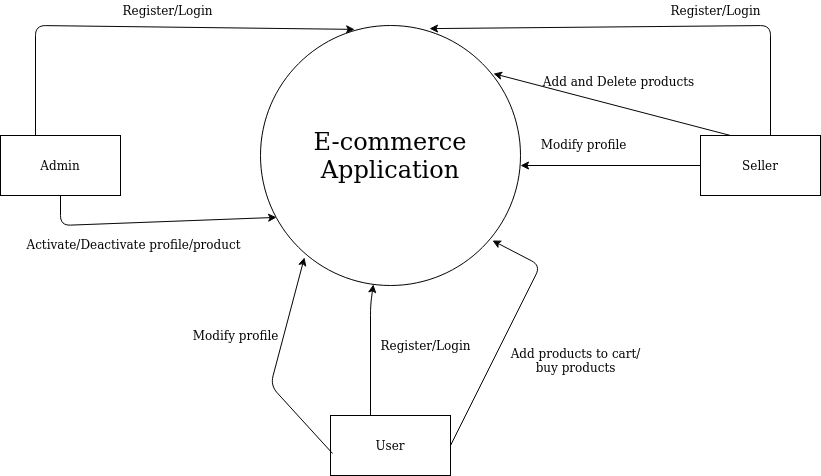 Register/Login
Register/Login
Add and Delete products
E-commerce
Application
Modify profile
Admin
Seller
Activate/Deactivate profile/product
Modify profile
Register/Login
Add products to cart/
buy products
User